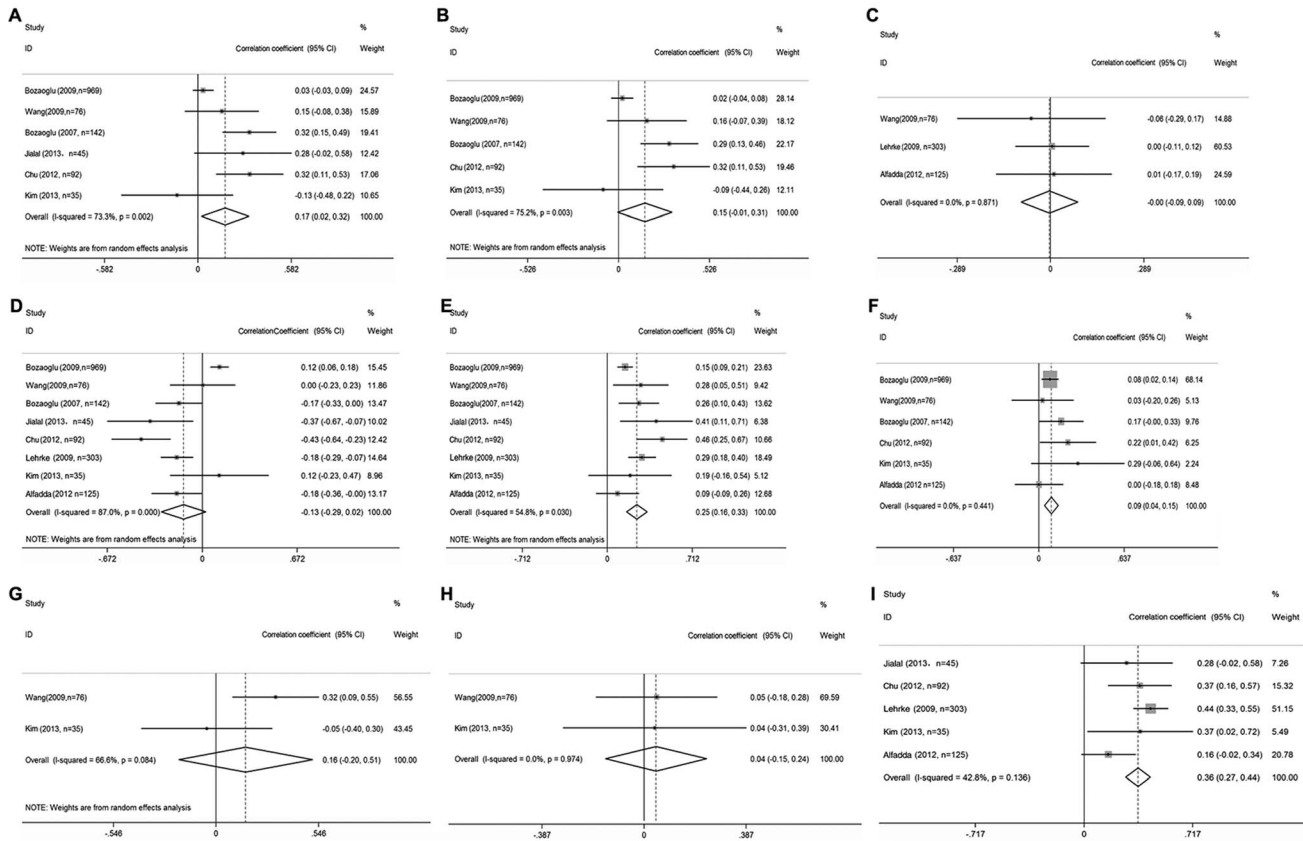 A
Study %
ID Correlation coefficient (95% CI) Weight
Bozaoglu (2009,n=969) 0.03 (-0.03, 0.09) 24.57
Wang(2009,n=76) 0.15 (-0.08, 0.38) 15.89
Bozaoglu (2007, n=142) 0.32 (0.15, 0.49) 19.41
Jialal (2013, n=45) 0.28 (-0.02, 0.58) 12.42
Chu (2012, n=92) 0.32 (0.11, 0.53) 17.06
Kim (2013, n=35) -0.13 (-0.48, 0.22) 10.65
Overall (I-squared = 73.3%, p = 0.002) 0.17 (0.02, 0.32) 100.00
NOTE: Weights are from random effects analysis
-.582 0 .582
B
Study %
ID Correlation coefficient (95% CI) Weight
Bozaoglu (2009,n=969) 0.02 (-0.04, 0.08) 28.14
Wang(2009,n=76) 0.16 (-0.07, 0.39) 18.12
Bozaoglu (2007, n=142) 0.29 (0.13, 0.46) 22.17
Chu (2012, n=92) 0.32 (0.11, 0.53) 19.46
Kim (2013, n=35) -0.09 (-0.44, 0.26) 12.11
Overall (I-squared = 75.2%, p = 0.003) 0.15 (-0.01, 0.31) 100.00
NOTE: Weights are from random effects analysis
-.526 0 .526
C
Study %
ID Correlation coefficient (95% CI) Weight
Wang(2009,n=76) -0.06 (-0.29, 0.17) 14.88
Lehrke (2009, n=303) 0.00 (-0.11, 0.12) 60.53
Alfadda (2012, n=125) 0.01 (-0.17, 0.19) 24.59
Overall (I-squared = 0.0%, p = 0.871) -0.00 (-0.09, 0.09) 100.00
-.289 0 .289
D
Study %
ID CorrelationCoefficient (95% CI) Weight
Bozaoglu (2009,n=969) 0.12 (0.06, 0.18) 15.45
Wang(2009,n=76) 0.00 (-0.23, 0.23) 11.86
Bozaoglu (2007, n=142) -0.17 (-0.33, 0.00) 13.47
Jialal (2013, n=45) -0.37 (-0.67, -0.07) 10.02
Chu (2012, n=92) -0.43 (-0.64, -0.23) 12.42
Lehrke (2009, n=303) -0.18 (-0.29, -0.07) 14.64
Kim (2013, n=35) 0.12 (-0.23, 0.47) 8.96
Alfadda (2012 n=125) -0.18 (-0.36, -0.00) 13.17
Overall (I-squared = 87.0%, p = 0.000) -0.13 (-0.29, 0.02) 100.00
NOTE: Weights are from random effects analysis
-.672 0 .672
E
Study %
ID Correlation coefficient (95% CI) Weight
Bozaoglu (2009,n=969) 0.15 (0.09, 0.21) 23.63
Wang(2009,n=76) 0.28 (0.05, 0.51) 9.42
Bozaoglu(2007, n=142) 0.26 (0.10, 0.43) 13.62
Jialal (2013, n=45) 0.41 (0.11, 0.71) 6.38
Chu (2012, n=92) 0.46 (0.25, 0.67) 10.66
Lehrke (2009, n=303) 0.29 (0.18, 0.40) 18.49
Kim (2013, n=35) 0.19 (-0.16, 0.54) 5.12
Alfadda (2012, n=125) 0.09 (-0.09, 0.26) 12.68
Overall (I-squared = 54.8%, p = 0.030) 0.25 (0.16, 0.33) 100.00
NOTE: Weights are from random effects analysis
-.712 0 .712
F
Study %
ID Correlation coefficient (95% CI) Weight
Bozaoglu (2009,n=969) 0.08 (0.02, 0.14) 68.14
Wang(2009,n=76) 0.03 (-0.20, 0.26) 5.13
Bozaoglu (2007, n=142) 0.17 (-0.00, 0.33) 9.76
Chu (2012, n=92) 0.22 (0.01, 0.42) 6.25
Kim (2013, n=35) 0.29 (-0.06, 0.64) 2.24
Alfadda (2012 n=125) 0.00 (-0.18, 0.18) 8.48
Overall (I-squared = 0.0%, p = 0.441) 0.09 (0.04, 0.15) 100.00
-.637 0 .637
G
Study %
ID Correlation coefficient (95% CI) Weight
Wang(2009,n=76) 0.32 (0.09, 0.55) 56.55
Kim (2013, n=35) -0.05 (-0.40, 0.30) 43.45
Overall (I-squared = 66.6%, p = 0.084) 0.16 (-0.20, 0.51) 100.00
NOTE: Weights are from random effects analysis
-.546 0 .546
H
Study %
ID Correlation coefficient (95% CI) Weight
Wang(2009,n=76) 0.05 (-0.18, 0.28) 69.59
Kim (2013, n=35) 0.04 (-0.31, 0.39) 30.41
Overall (I-squared = 0.0%, p = 0.974) 0.04 (-0.15, 0.24) 100.00
-.387 0 .387
I
Study %
ID Correlation coefficient (95% CI) Weight
Jialal (2013, n=45) 0.28 (-0.02, 0.58) 7.26
Chu (2012, n=92) 0.37 (0.16, 0.57) 15.32
Lehrke (2009, n=303) 0.44 (0.33, 0.55) 51.15
Kim (2013, n=35) 0.37 (0.02, 0.72) 5.49
Alfadda (2012, n=125) 0.16 (-0.02, 0.34) 20.78
Overall (I-squared = 42.8%, p = 0.136) 0.36 (0.27, 0.44) 100.00
-.717 0 .717